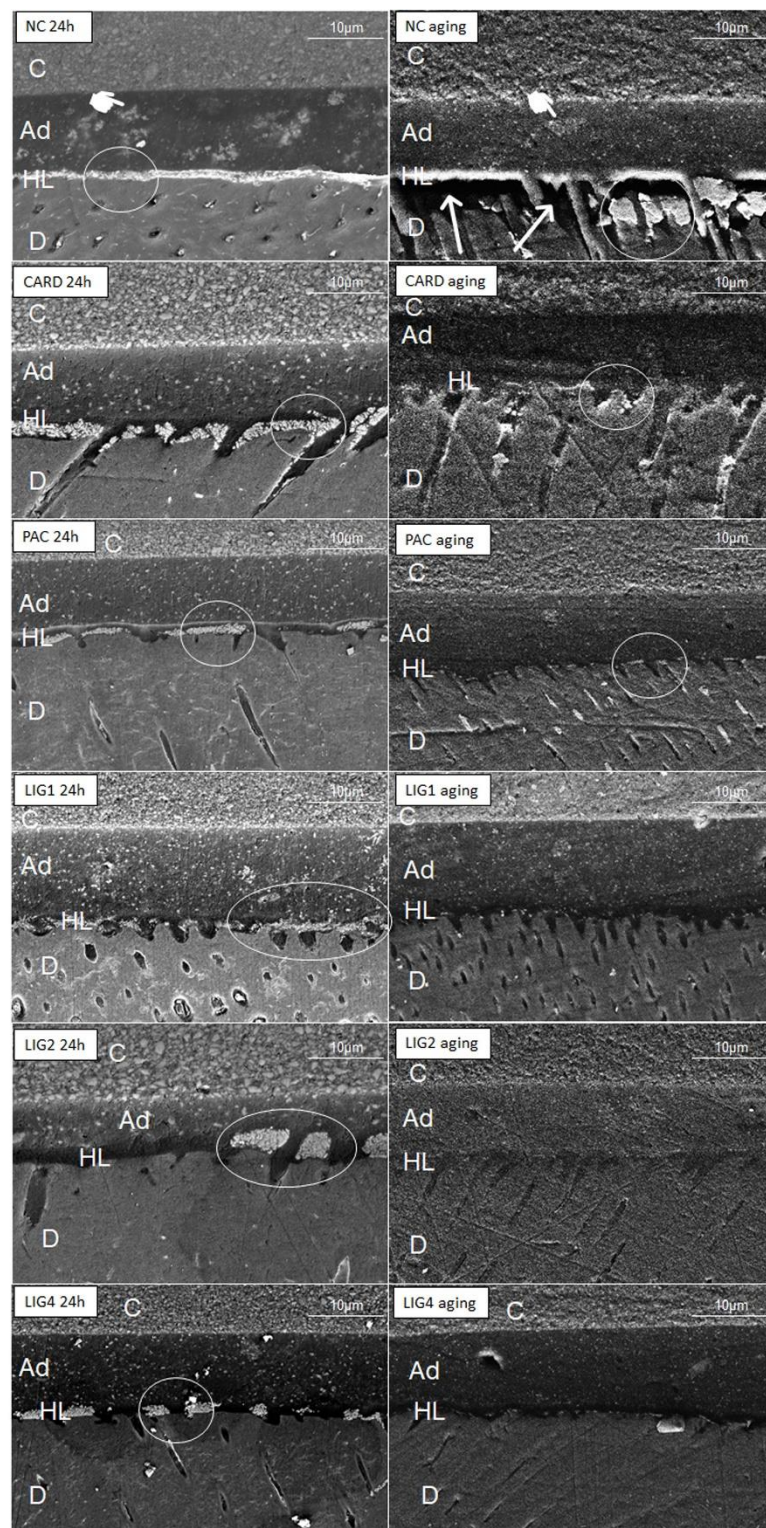 NC 24h
10µm
C
Ad
HL
D
NC aging
10µm
C
Ad
HL
D
CARD 24h
10µm
C
Ad
HL
D
CARD aging
10µm
C
Ad
HL
D
PAC 24h
C
10µm
Ad
HL
D
PAC aging
10µm
C
Ad
HL
D
LIG1 24h
10µm
C
Ad
HL
D
LIG1 aging
10µm
C
Ad
HL
D
LIG2 24h
C
10µm
Ad
HL
D
LIG2 aging
10µm
C
Ad
HL
D
LIG4 24h
C
10µm
Ad
HL
D
LIG4 aging
C
10µm
Ad
HL
D